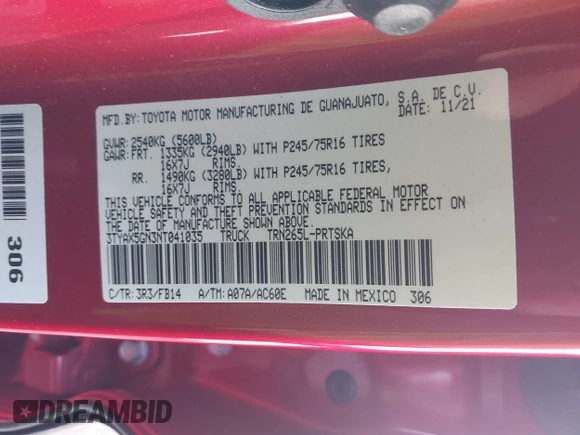 MFD.BY: TOYOTA MOTOR MANUFACTURING DE GUANAJUATO, S.A. DE C.V.
DATE: 11/21
GVWR: 2540KG (5600LB)
GAWR: FRT. 1335KG (2940LB) WITH P245/75R16 TIRES
16X7J RIMS.
RR. 1490KG (3280LB) WITH P245/75R16 TIRES,
16X7J RIMS.
THIS VEHICLE CONFORMS TO ALL APPLICABLE FEDERAL MOTOR
VEHICLE SAFETY AND THEFT PREVENTION STANDARDS IN EFFECT ON
THE DATE OF MANUFACTURE SHOWN ABOVE.
3TYAX5GN3NT041035 TRUCK TRN265L-PRTSKA
C/TR: 3R3/FB14 A/TM: A07A/AC60E MADE IN MEXICO 306
306
DREAMBID